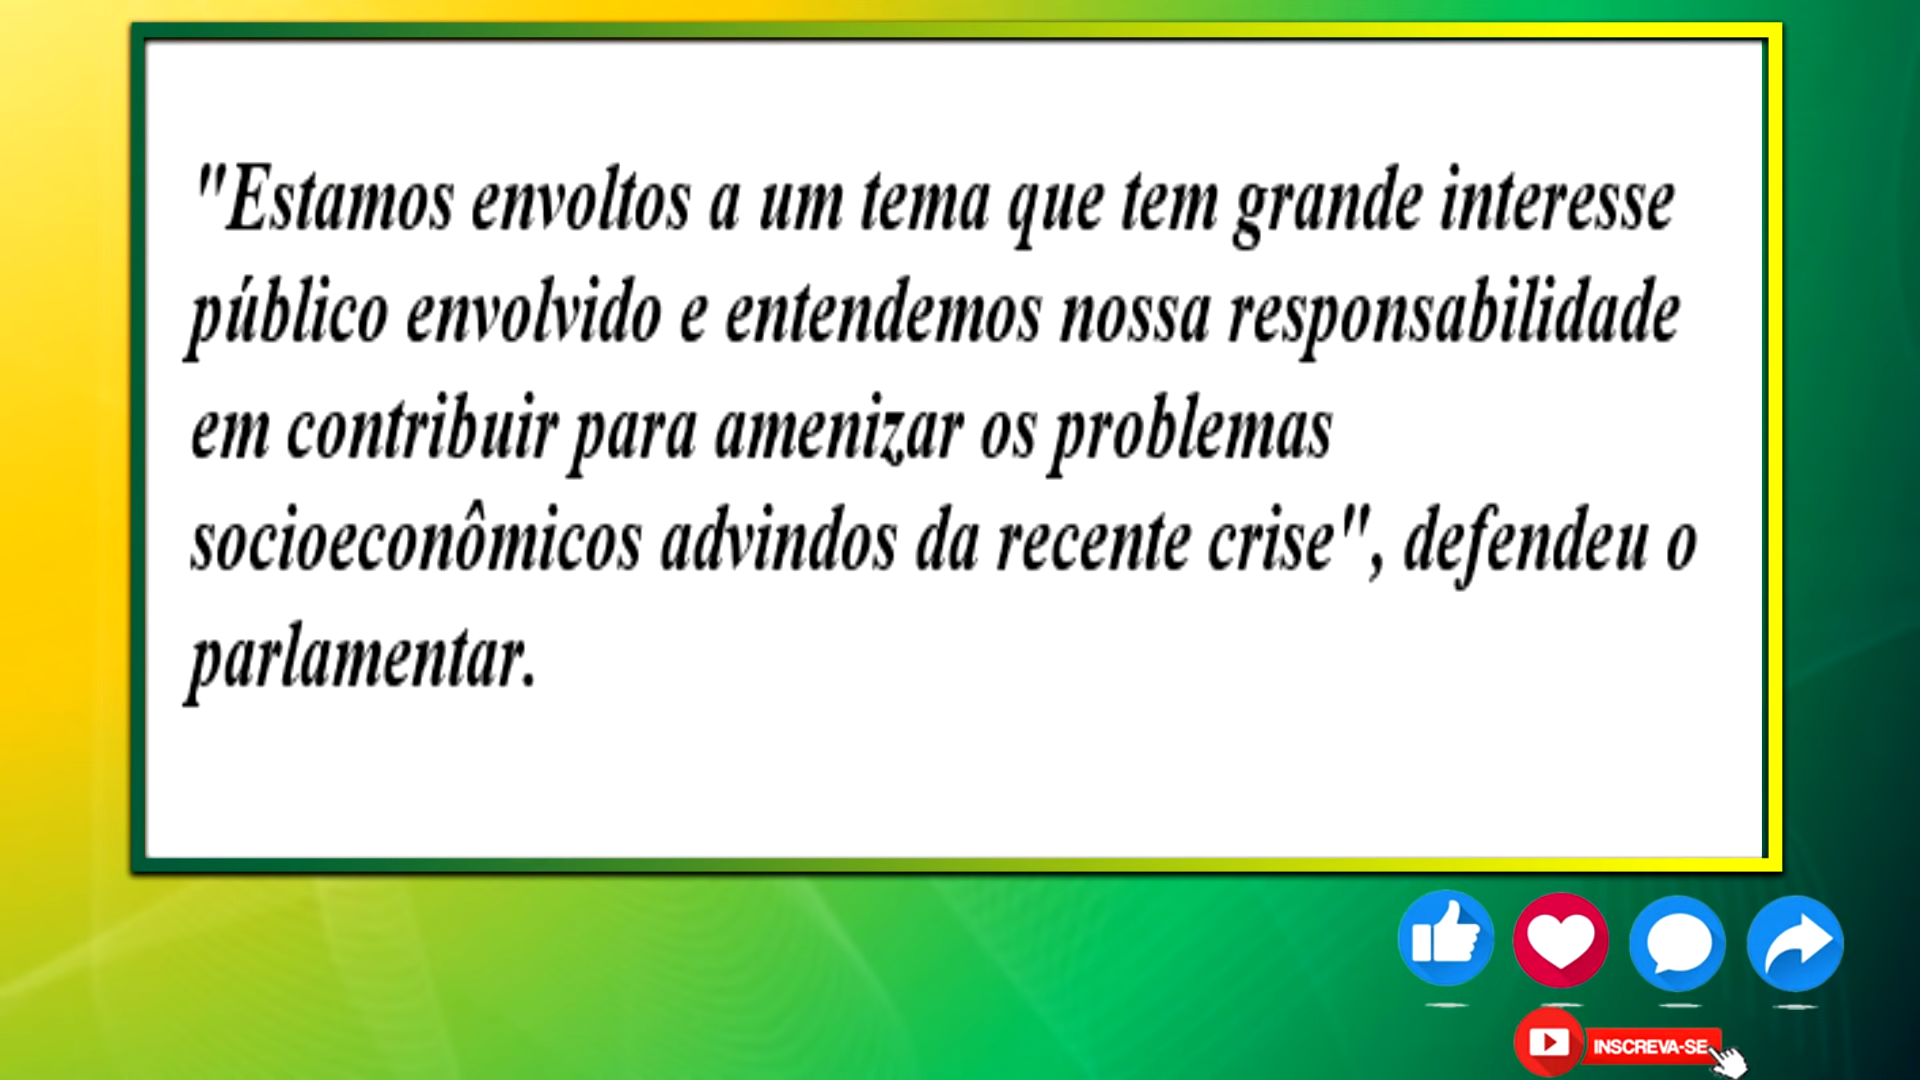 "Estamos envoltos a um tema que tem grande interesse
público envolvido e entendemos nossa responsabilidade
em contribuir para amenizar os problemas
socioeconômicos advindos da recente crise", defendeu o
parlamentar.
INSCREVA-SE